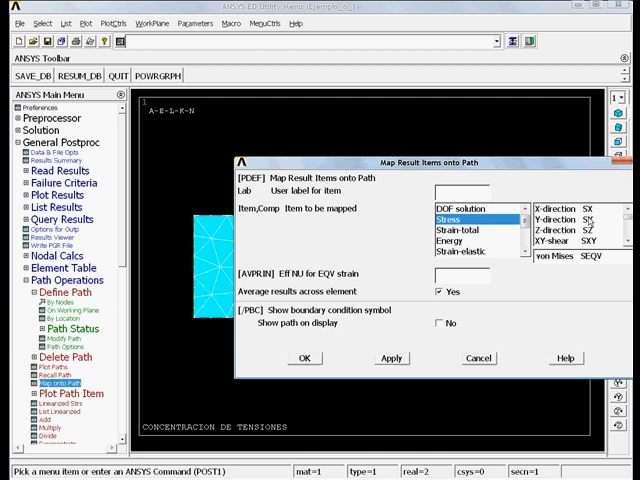 ANSYS ED Utility Menu (Ejemplo_6_1)
File Select List Plot PlotCtrls WorkPlane Parameters Macro MenuCtrls Help
ANSYS Toolbar
SAVE_DB RESUM_DB QUIT POWRGRPH
ANSYS Main Menu
Preferences
Preprocessor
Solution
General Postproc
Data & File Opts
Results Summary
Read Results
Failure Criteria
Plot Results
List Results
Query Results
Options for Outp
Results Viewer
Write PGR File
Nodal Calcs
Element Table
Path Operations
Define Path
By Nodes
On Working Plane
By Location
Path Status
Modify Path
Path Options
Delete Path
Plot Paths
Recall Path
Map onto Path
Plot Path Item
Linearized Strs
List Linearized
Add
Multiply
Divide
1
A-E-L-K-N
CONCENTRACION DE TENSIONES
1
Map Result Items onto Path
[PDEF] Map Result Items onto Path
Lab User label for item
Item,Comp Item to be mapped
DOF solution
Stress
Strain-total
Energy
Strain-elastic
X-direction SX
Y-direction SY
Z-direction SZ
XY-shear SXY
von Mises SEQV
[AVPRIN] Eff NU for EQV strain
Average results across element Yes
[/PBC] Show boundary condition symbol
Show path on display No
OK Apply Cancel Help
Pick a menu item or enter an ANSYS Command (POST1) mat=1 type=1 real=2 csys=0 secn=1